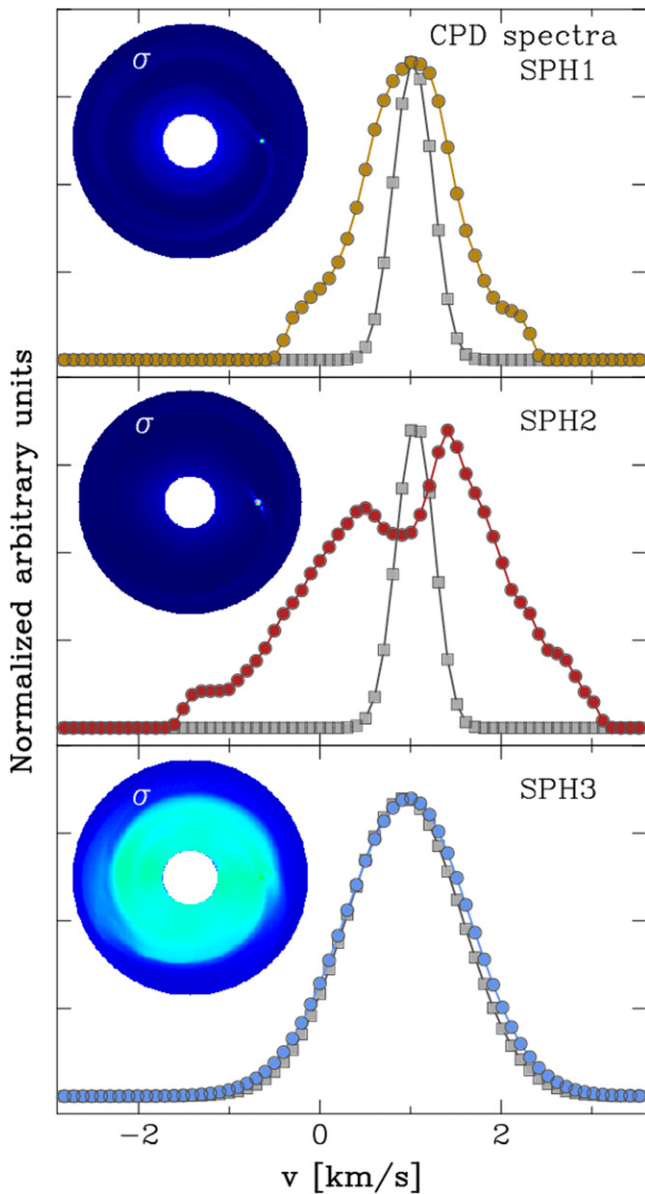 CPD spectra
SPH1
σ
SPH2
σ
SPH3
σ
Normalized arbitrary units
−2 0 2
v [km/s]